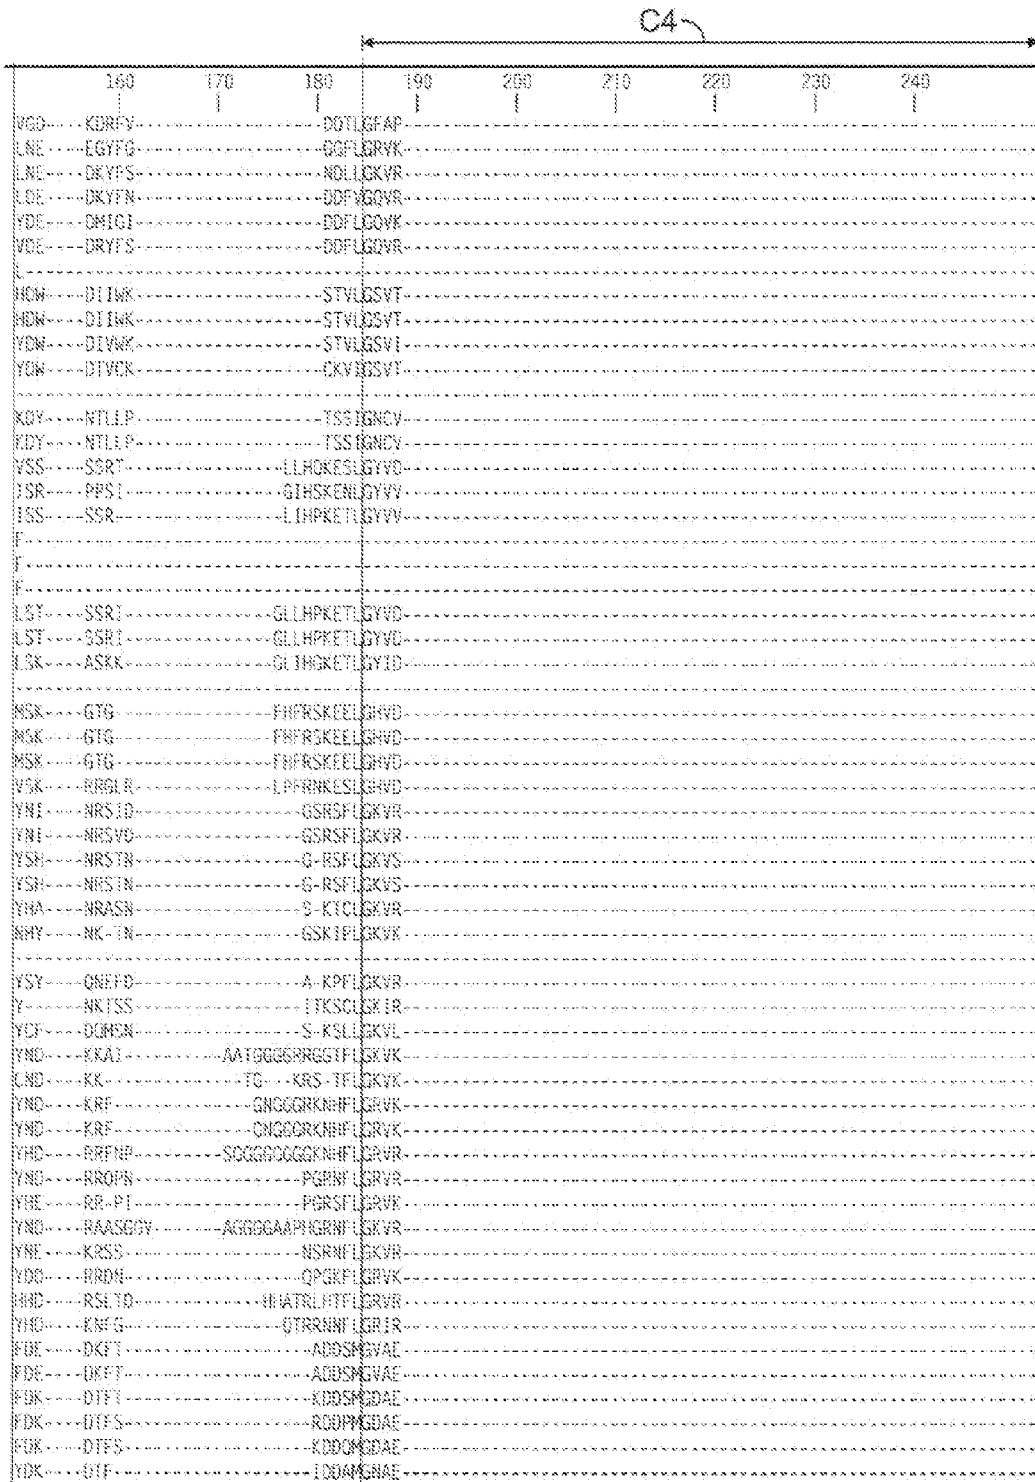 C4
160 170 180 190 200 210 220 230 240
VGD----KDRFV DDTLGFAP
LNE----EGYFG GGFLGRVK
LNE----DKYFS NDLLGKVR
LDE----DKYFN DDFVGQVR
YDE----DMIGI DDFLGQVK
VDE----DRYFS DDFLGQVR
L
HDW----DIIWK STVLGSVT
HDW----DIIWK STVLGSVT
YDW----DIVWK STVLGSVI
YDW----DTVCK CKVIGSVT
KDY----NTLLP TSSIGNCV
KDY----NTLLP TSSIGNCV
VSS----SSRT LLHQKESLGYVD
ISR----PPSI GIHSKENLGYVV
ISS----SSR LIHPKETLGYVV
F
F
F
LST----SSRI GLLHPKETLGYVD
LST----SSRI GLLHPKETLGYVD
LSK----ASKK GLIHGKETLGYID
MSK----GTG FHFRSKEELGHVD
MSK----GTG FHFRSKEELGHVD
MSK----GTG FHFRSKEELGHVD
VSK----RRGLR LPFRNKESLGHVD
YNI----NRSID GSRSFLGKVR
YNI----NRSVD GSRSFLGKVR
YSH----NRSTN G-RSFLGKVS
YSH----NRSTN G-RSFLGKVS
YHA----NRASN S-KTCLGKVR
NHY----NK-TN GSKIFLGKVK
YSY----QNEFD A-KPFLGKVR
Y------NKTSS ITKSCLGKIR
YCF----DQMSN S-KSLLGKVL
YND----KKAI AATGGGGRRGGTFLGKVK
CND----KK TG---KRS-TFLGKVK
YND----KRF GNGGGRKNHFLGRVK
YND----KRF GNGGGRKNHFLGRVK
YHD----RRFNP SGGGGGGGGKNHFLGRVR
YND----RRQPN PGRNFLGRVR
YHE----RR-PI PGRSFLGRVK
YND----RAASGGV AGGGGAAPHGRNFLGKVR
YNE----KRSS NSRNFLGKVR
YDD----RRDN QPGKFLGRVK
HHD----RSLTD HHATRLHTFLGRVR
YHD----KNFG QTRRNNFLGRIR
FDE----DKFT ADDSMGVAE
FDE----DKFT ADDSMGVAE
FDK----DTFT KDDSMGDAE
FDK----DTFS RDDPMGDAE
FDK----DTFS KDDQMGDAE
YDK----DTF IDDAMGNAE